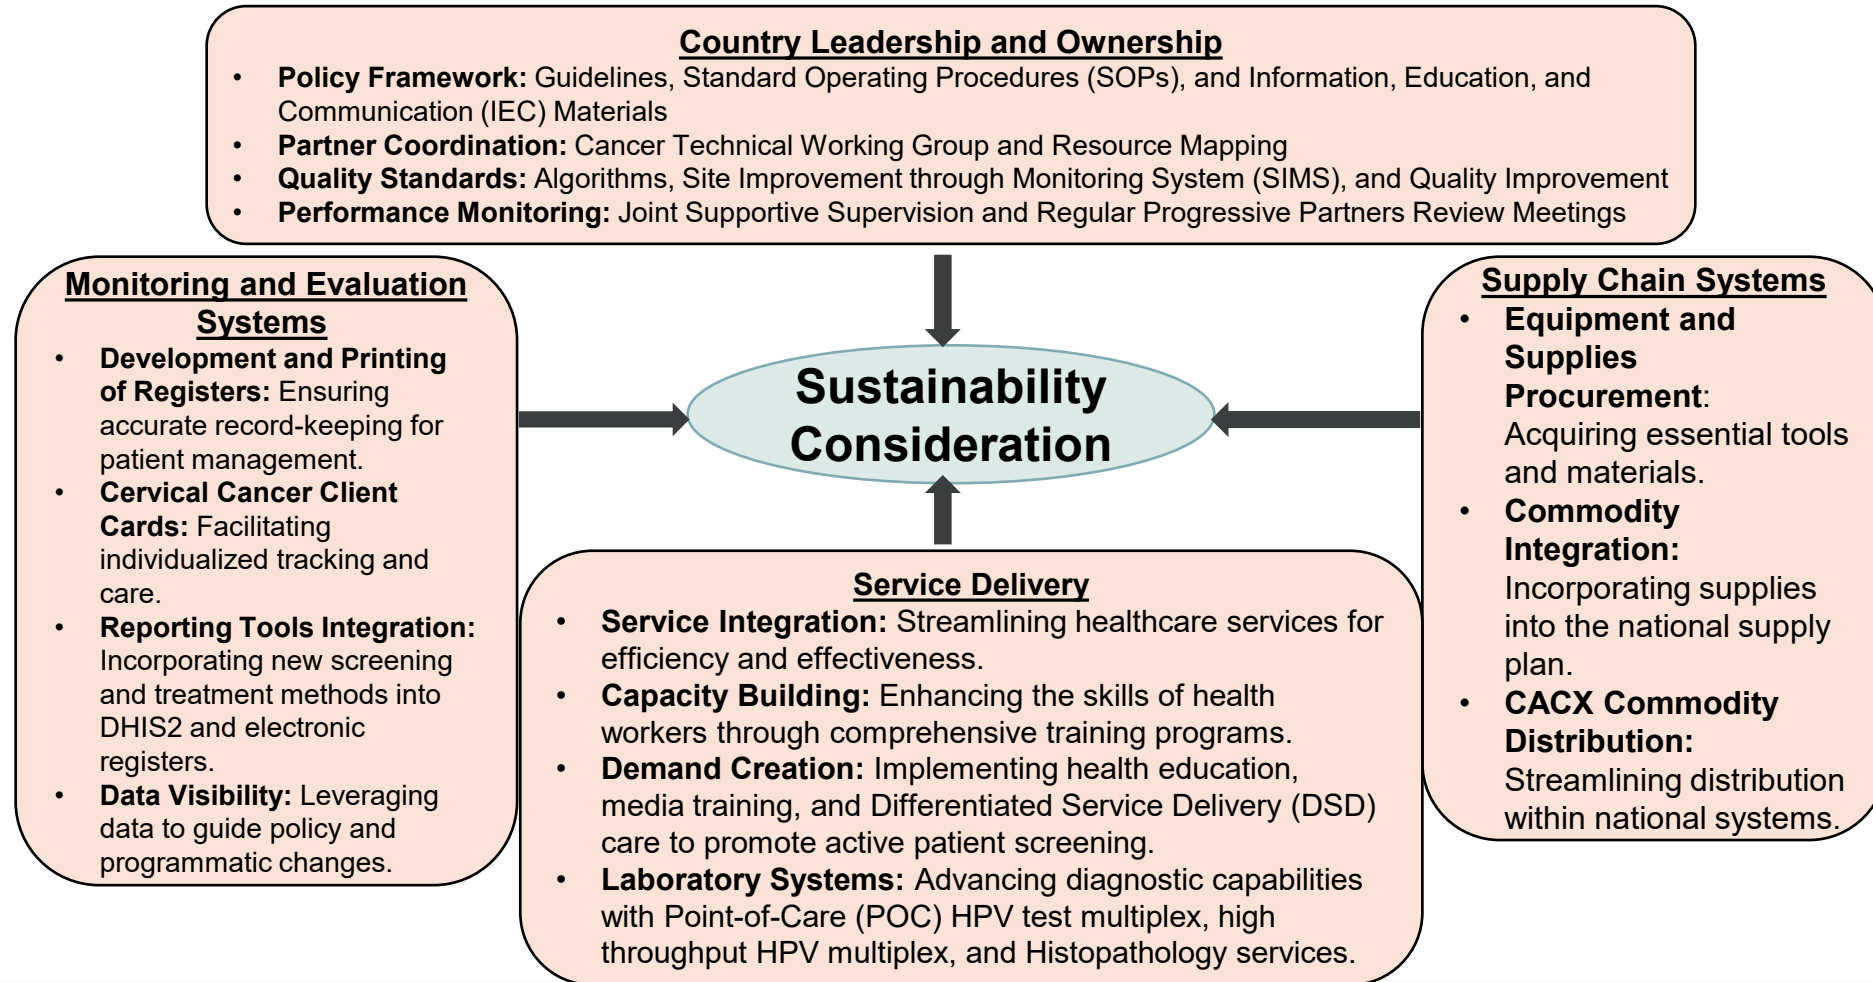 Country Leadership and Ownership
• Policy Framework: Guidelines, Standard Operating Procedures (SOPs), and Information, Education, and
Communication (IEC) Materials
• Partner Coordination: Cancer Technical Working Group and Resource Mapping
• Quality Standards: Algorithms, Site Improvement through Monitoring System (SIMS), and Quality Improvement
• Performance Monitoring: Joint Supportive Supervision and Regular Progressive Partners Review Meetings
Monitoring and Evaluation
Systems
• Development and Printing
of Registers: Ensuring
accurate record-keeping for
patient management.
• Cervical Cancer Client
Cards: Facilitating
individualized tracking and
care.
• Reporting Tools Integration:
Incorporating new screening
and treatment methods into
DHIS2 and electronic
registers.
• Data Visibility: Leveraging
data to guide policy and
programmatic changes.
Sustainability
Consideration
Service Delivery
• Service Integration: Streamlining healthcare services for
efficiency and effectiveness.
• Capacity Building: Enhancing the skills of health
workers through comprehensive training programs.
• Demand Creation: Implementing health education,
media training, and Differentiated Service Delivery (DSD)
care to promote active patient screening.
• Laboratory Systems: Advancing diagnostic capabilities
with Point-of-Care (POC) HPV test multiplex, high
throughput HPV multiplex, and Histopathology services.
Supply Chain Systems
• Equipment and
Supplies
Procurement:
Acquiring essential tools
and materials.
• Commodity
Integration:
Incorporating supplies
into the national supply
plan.
• CACX Commodity
Distribution:
Streamlining distribution
within national systems.